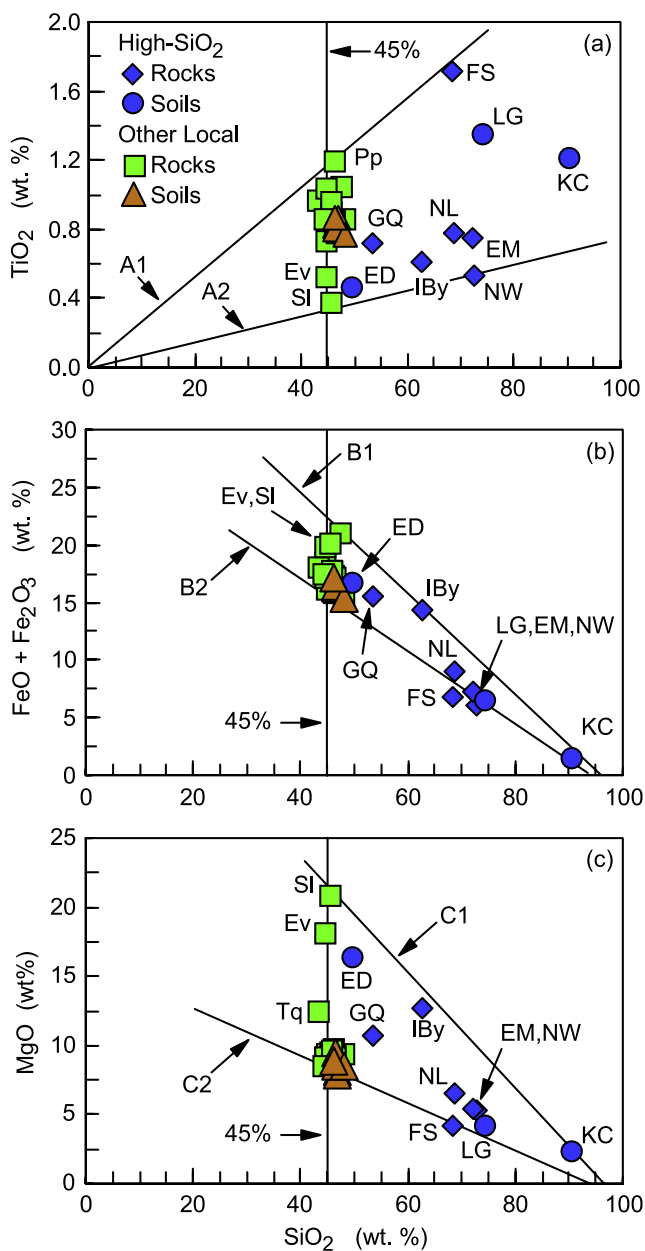 (a)
High-SiO2
Rocks
Soils
Other Local
Rocks
Soils
45%
FS
LG
KC
Pp
GQ
NL
EM
Ev
ED
IBy
NW
SI
A1
A2
TiO2 (wt. %)
2.0
1.6
1.2
0.8
0.4
0.0
0 20 40 60 80 100
(b)
B1
Ev,SI
ED
B2
IBy
LG,EM,NW
NL
GQ
FS
KC
45%
FeO + Fe2O3 (wt. %)
30
25
20
15
10
5
0
0 20 40 60 80 100
(c)
SI
C1
Ev
ED
Tq
GQ
IBy
EM,NW
C2
NL
45%
FS
LG
KC
MgO (wt%)
25
20
15
10
5
0
0 20 40 60 80 100
SiO2 (wt. %)